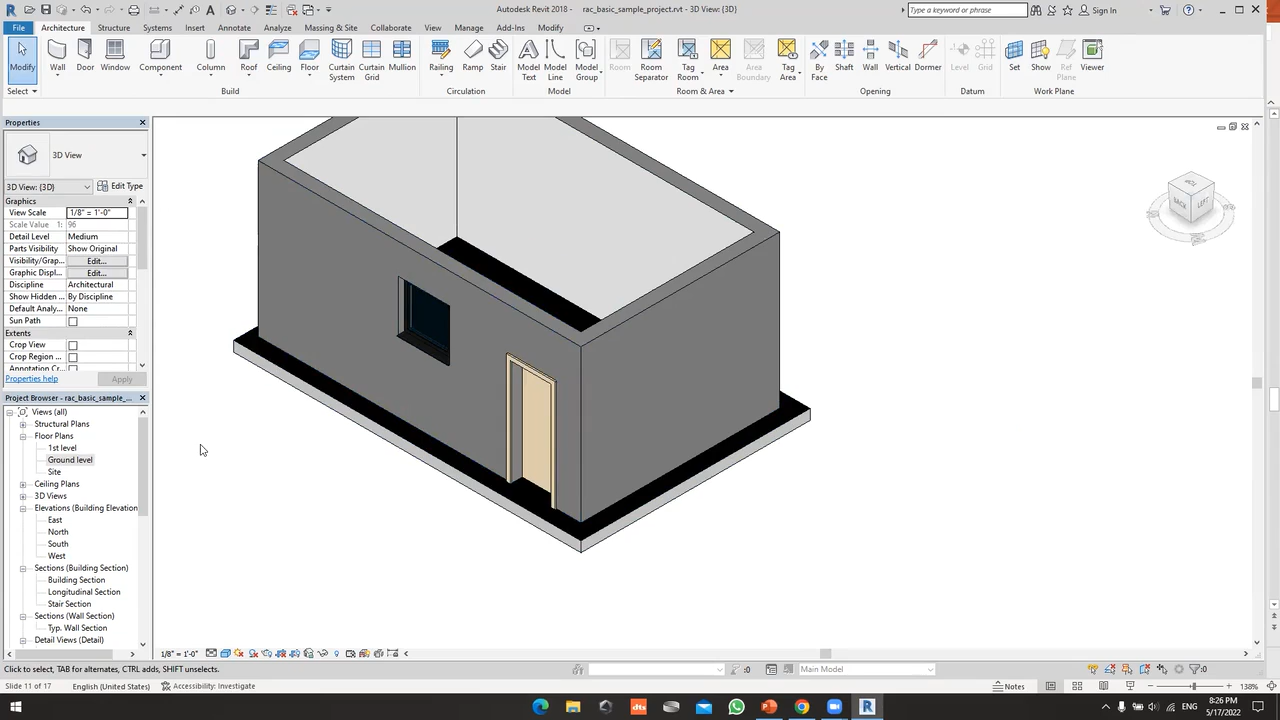 Autodesk Revit 2018 - rac_basic_sample_project.rvt - 3D View: {3D}
Type a keyword or phrase
Sign In
File Architecture Structure Systems Insert Annotate Analyze Massing & Site Collaborate View Manage Add-Ins Modify
Modify Wall Door Window Component Column Roof Ceiling Floor Curtain System Curtain Grid Mullion Railing Ramp Stair Model Text Model Line Model Group Room Room Separator Tag Room Area Area Boundary Tag Area By Face Shaft Wall Vertical Dormer Level Grid Set Show Ref Plane Viewer
Select Build Circulation Model Room & Area Opening Datum Work Plane
Properties
3D View
3D View: {3D} Edit Type
Graphics
View Scale 1/8" = 1'-0"
Scale Value 1: 96
Detail Level Medium
Parts Visibility Show Original
Visibility/Grap... Edit...
Graphic Displ... Edit...
Discipline Architectural
Show Hidden ... By Discipline
Default Analy... None
Sun Path
Extents
Crop View
Crop Region ...
Annotation Cr
Properties help Apply
Project Browser - rac_basic_sample_...
Views (all)
Structural Plans
Floor Plans
1st level
Ground level
Site
Ceiling Plans
3D Views
Elevations (Building Elevation
East
North
South
West
Sections (Building Section)
Building Section
Longitudinal Section
Stair Section
Sections (Wall Section)
Typ. Wall Section
Detail Views (Detail)
BACK LEFT
1/8" = 1'-0"
Click to select, TAB for alternates, CTRL adds, SHIFT unselects.
:0 Main Model :0
Slide 11 of 17 English (United States) Accessibility: Investigate Notes 138%
dts
ENG
8:26 PM
5/17/2022